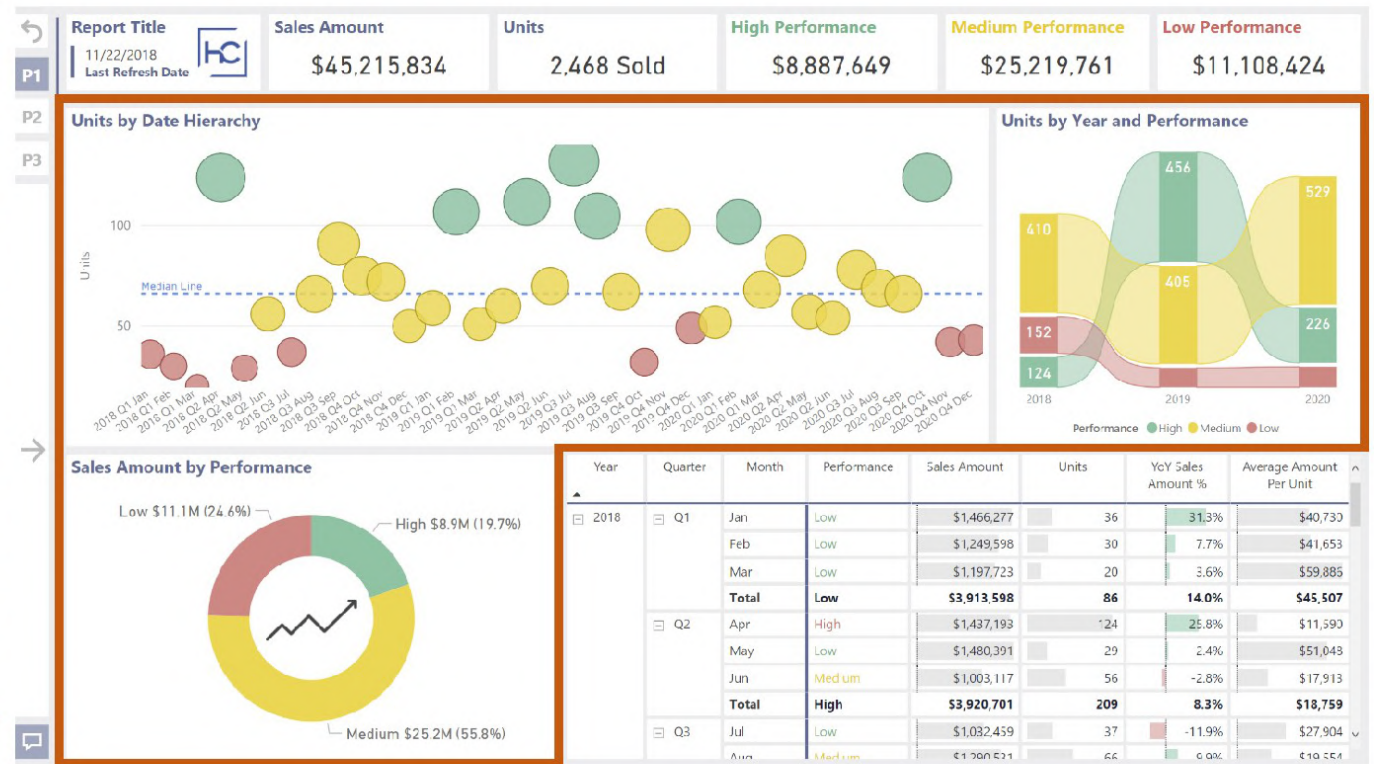 Report Title
11/22/2018
Last Refresh Date
HC
Sales Amount
$45,215,834
Units
2,468 Sold
High Performance
$8,887,649
Medium Performance
$25,219,761
Low Performance
$11,108,424
P1
P2
P3
Units by Date Hierarchy
Units
100
50
Median Line
2018 Q1 Jan
2018 Q1 Feb
2018 Q1 Mar
2018 Q2 Apr
2018 Q2 May
2018 Q2 Jun
2018 Q3 Jul
2018 Q3 Aug
2018 Q3 Sep
2018 Q4 Oct
2018 Q4 Nov
2018 Q4 Dec
2019 Q1 Jan
2019 Q1 Feb
2019 Q1 Mar
2019 Q2 Apr
2019 Q2 May
2019 Q2 Jun
2019 Q3 Jul
2019 Q3 Aug
2019 Q3 Sep
2019 Q4 Oct
2019 Q4 Nov
2019 Q4 Dec
2020 Q1 Jan
2020 Q1 Feb
2020 Q1 Mar
2020 Q2 Apr
2020 Q2 May
2020 Q2 Jun
2020 Q3 Jul
2020 Q3 Aug
2020 Q3 Sep
2020 Q4 Oct
2020 Q4 Nov
2020 Q4 Dec
Units by Year and Performance
410
152
124
456
405
529
226
2018 2019 2020
Performance High Medium Low
Sales Amount by Performance
Low $11.1M (24.6%)
High $8.9M (19.7%)
Medium $25.2M (55.8%)
Year Quarter Month Performance Sales Amount Units YoY Sales Amount % Average Amount Per Unit
2018 Q1 Jan Low $1,466,277 36 31.3% $40,730
Feb Low $1,249,598 30 7.7% $41,653
Mar Low $1,197,723 20 3.6% $59,886
Total Low $3,913,598 86 14.0% $45,507
Q2 Apr High $1,437,193 124 25.8% $11,590
May Low $1,480,391 29 2.4% $51,048
Jun Medium $1,003,117 56 -2.8% $17,913
Total High $3,920,701 209 8.3% $18,759
Q3 Jul Low $1,032,459 37 -11.9% $27,904
Aug Medium $1,290,531 66 9.9% $19,554